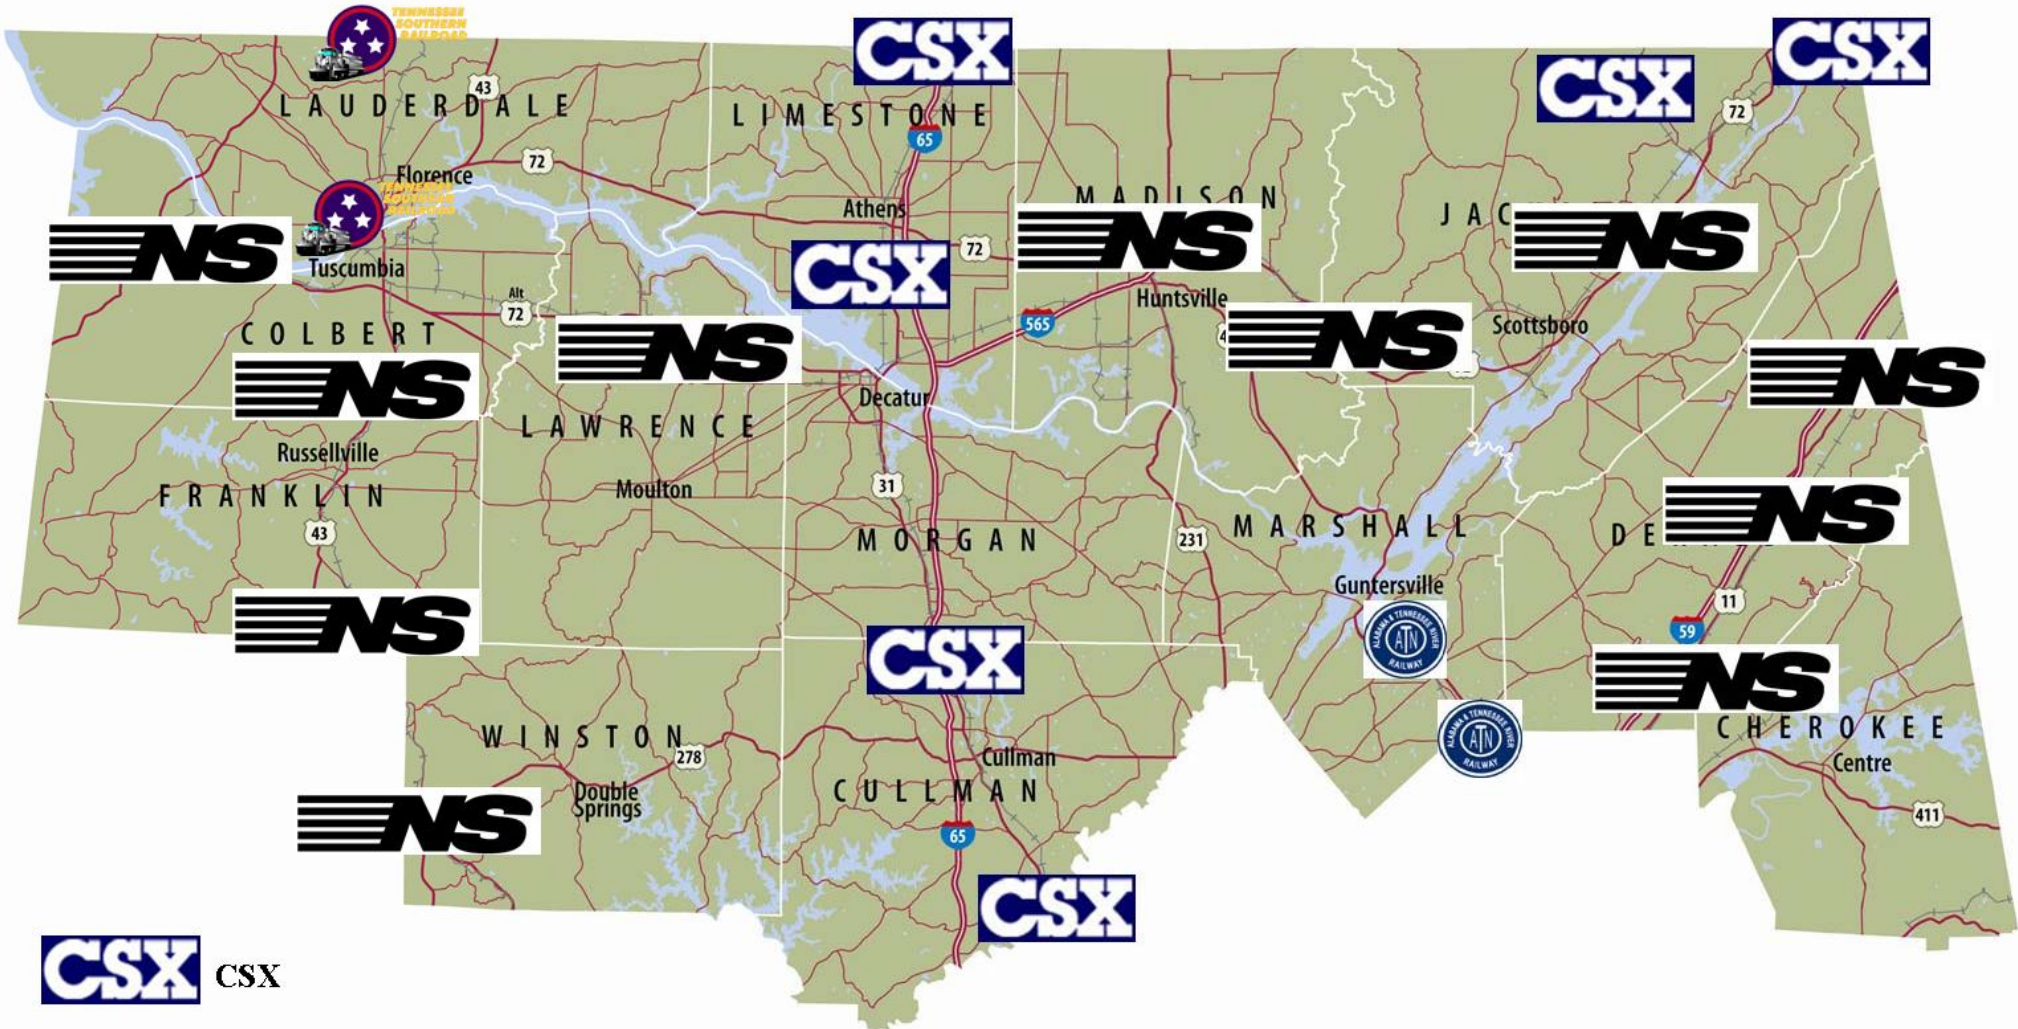 TENNESSEE
SOUTHERN
RAILROAD
CSX
CSX
CSX
43
LAUDERDALE
LIMESTONE
72
65
72
Florence
TENNESSEE
SOUTHERN
RAILROAD
MADISON
Athens
JAC
NS
NS
NS
72
CSX
Tuscumbia
Huntsville
Alt
72
565
4
NS
Scottsboro
COLBERT
NS
NS
NS
Decatur
LAWRENCE
Russellville
31
Moulton
FRANKLIN
NS
43
MORGAN
231
MARSHALL
DE
Guntersville
11
NS
59
ALABAMA & TENNESSEE RIVER
ATN
RAILWAY
CSX
NS
WINSTON
278
ALABAMA & TENNESSEE RIVER
ATN
RAILWAY
CHEROKEE
Cullman
Centre
CULLMAN
Double
Springs
NS
411
65
CSX
CSX
CSX